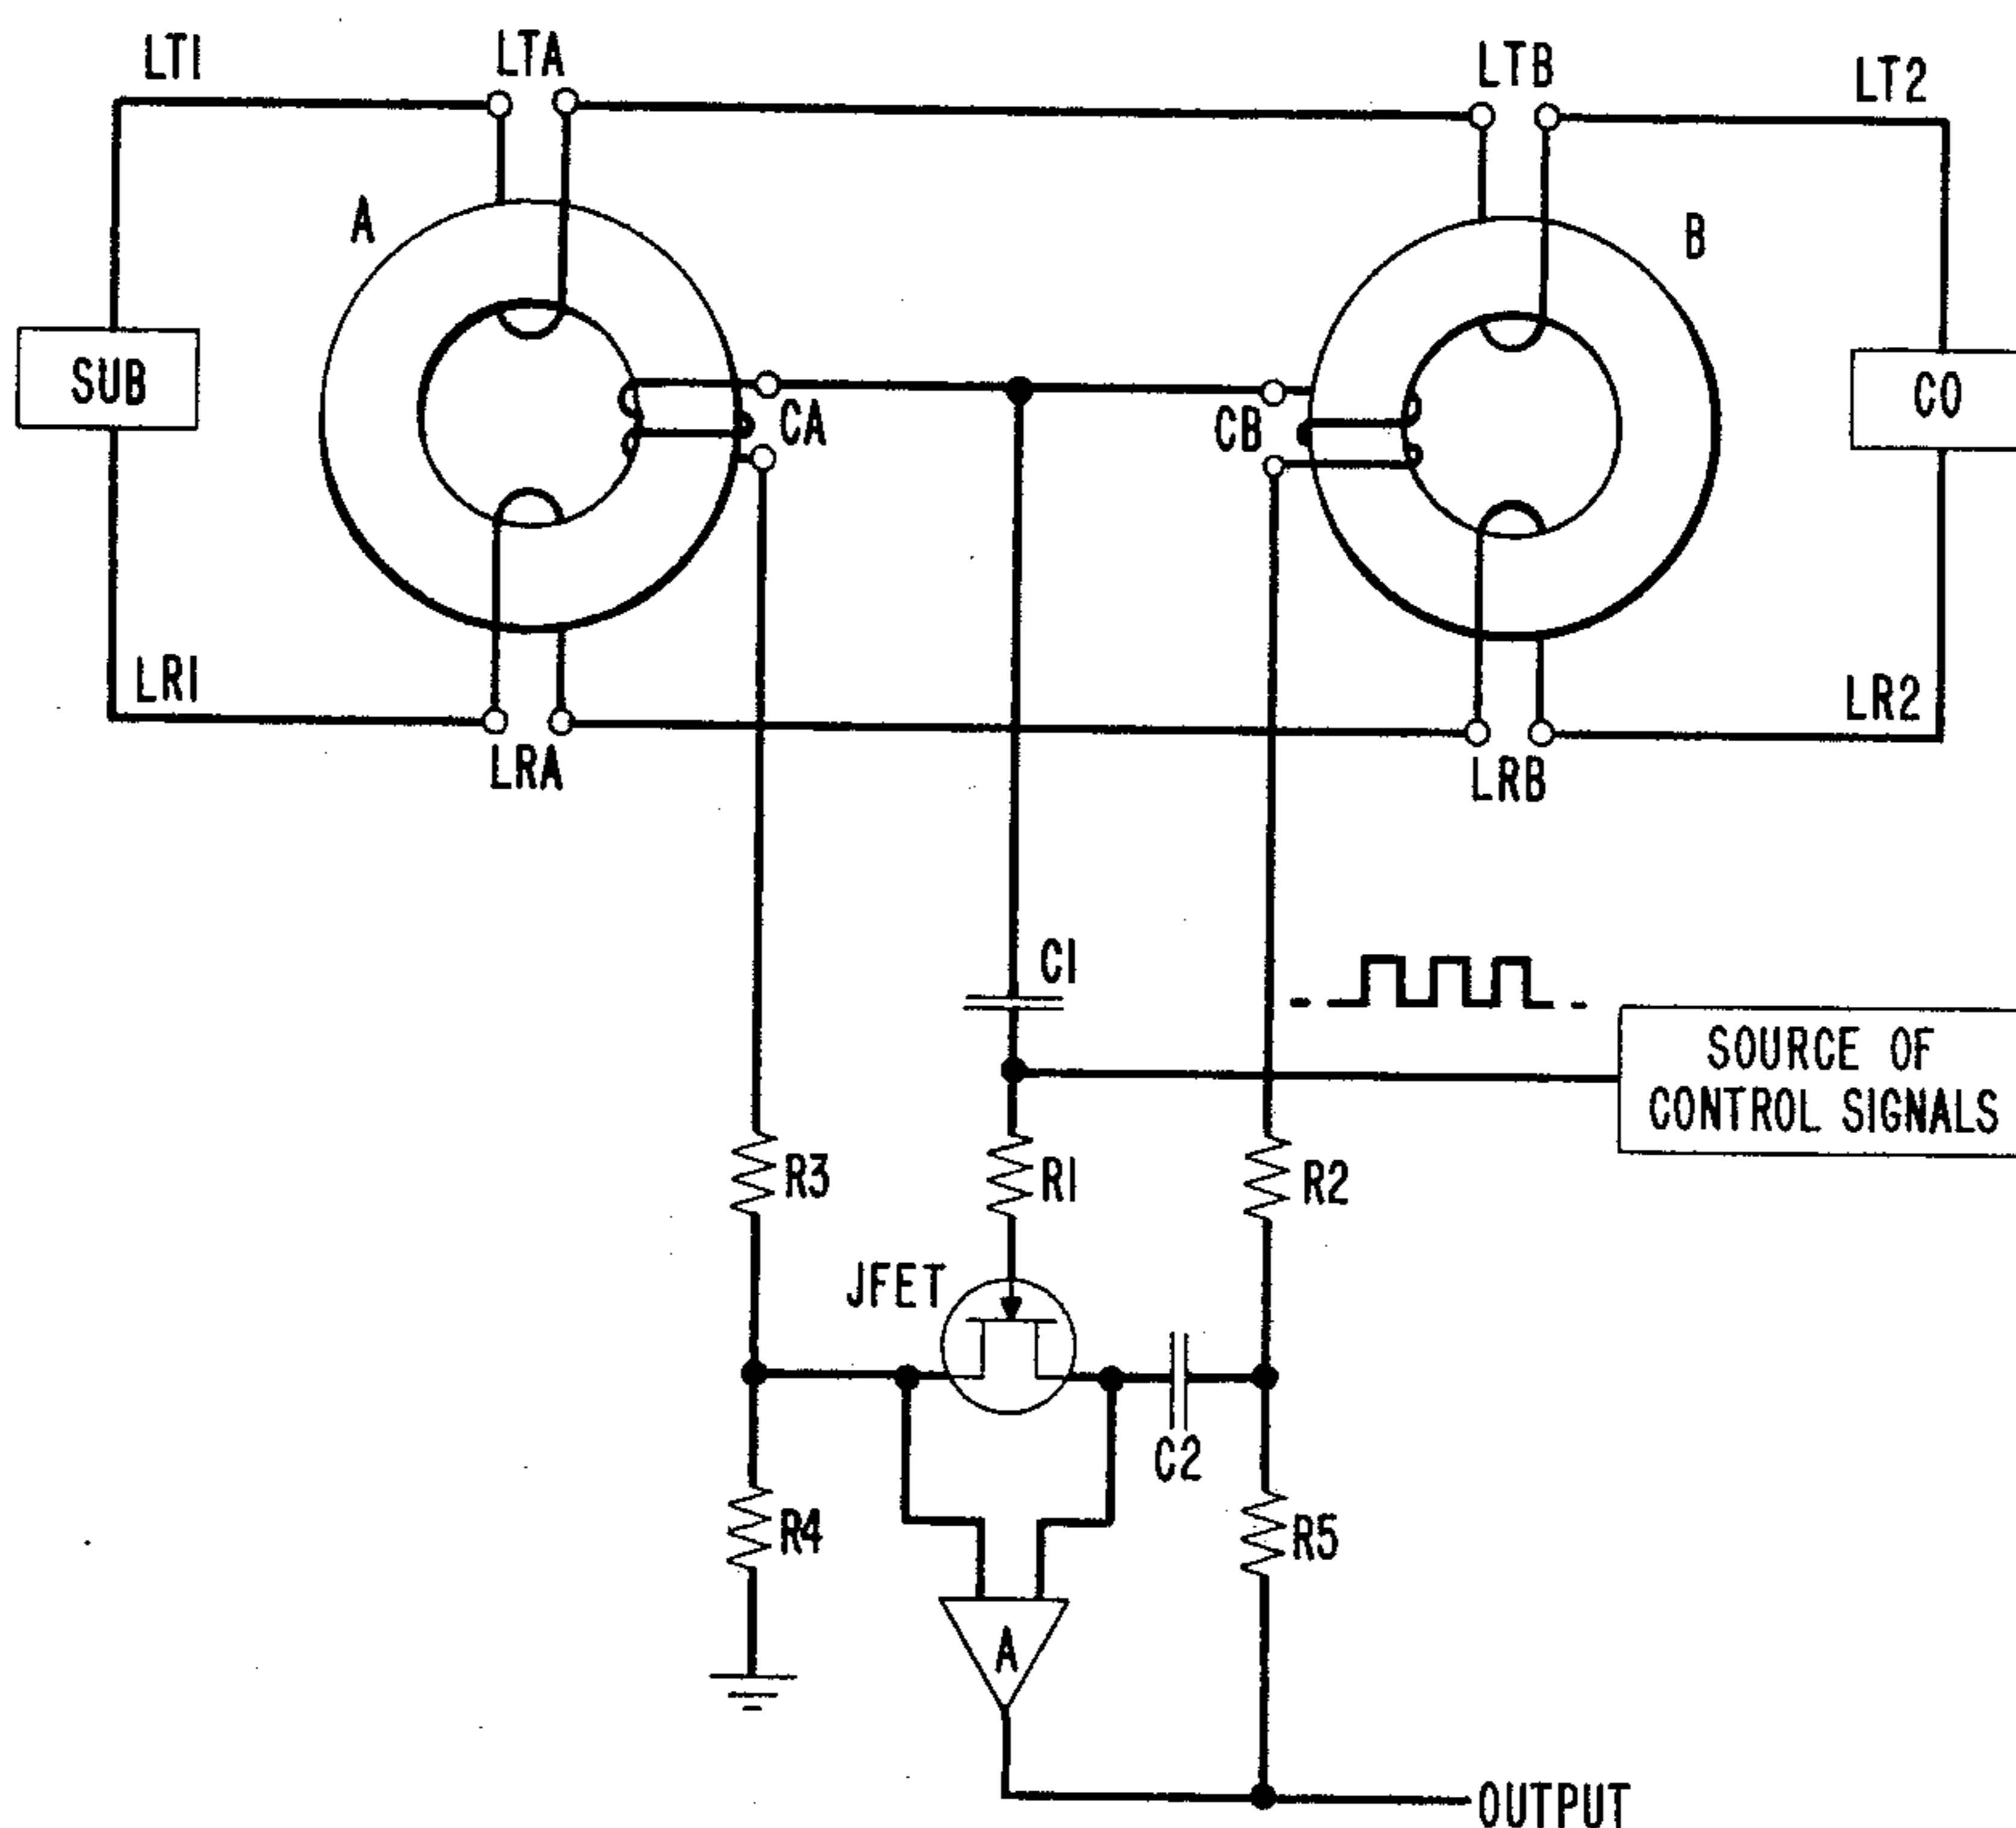 LT1
LTA
LTB
LT2
A
B
SUB
CA
CB
CO
LR1
LRA
LRB
LR2
C1
SOURCE OF
CONTROL SIGNALS
R3
R1
R2
JFET
C2
R4
R5
A
OUTPUT